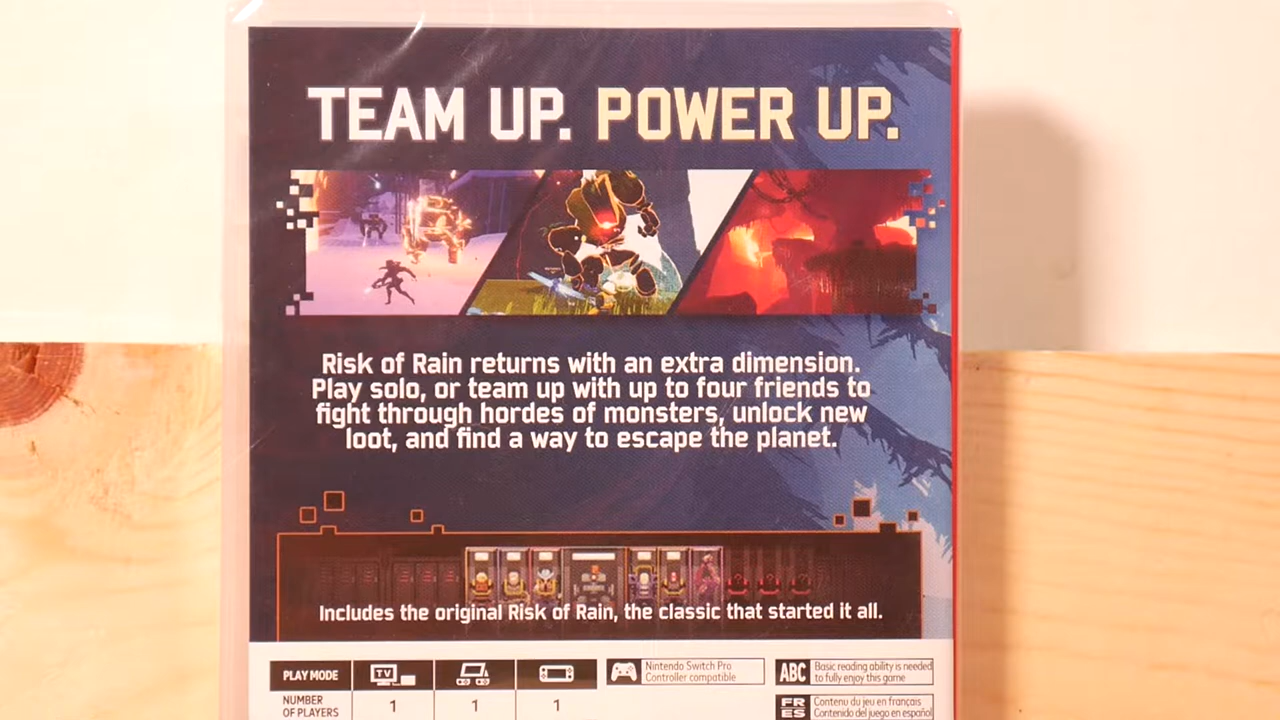 TEAM UP. POWER UP.
Risk of Rain returns with an extra dimension.
Play solo, or team up with up to four friends to
fight through hordes of monsters, unlock new
loot, and find a way to escape the planet.
Includes the original Risk of Rain, the classic that started it all.
PLAY MODE
TV
NUMBER
OF PLAYERS
1
1
1
Nintendo Switch Pro
Controller compatible
ABC
Basic reading ability is needed
to fully enjoy this game
FR
ES
Contenu du jeu en français
Contenido del juego en español